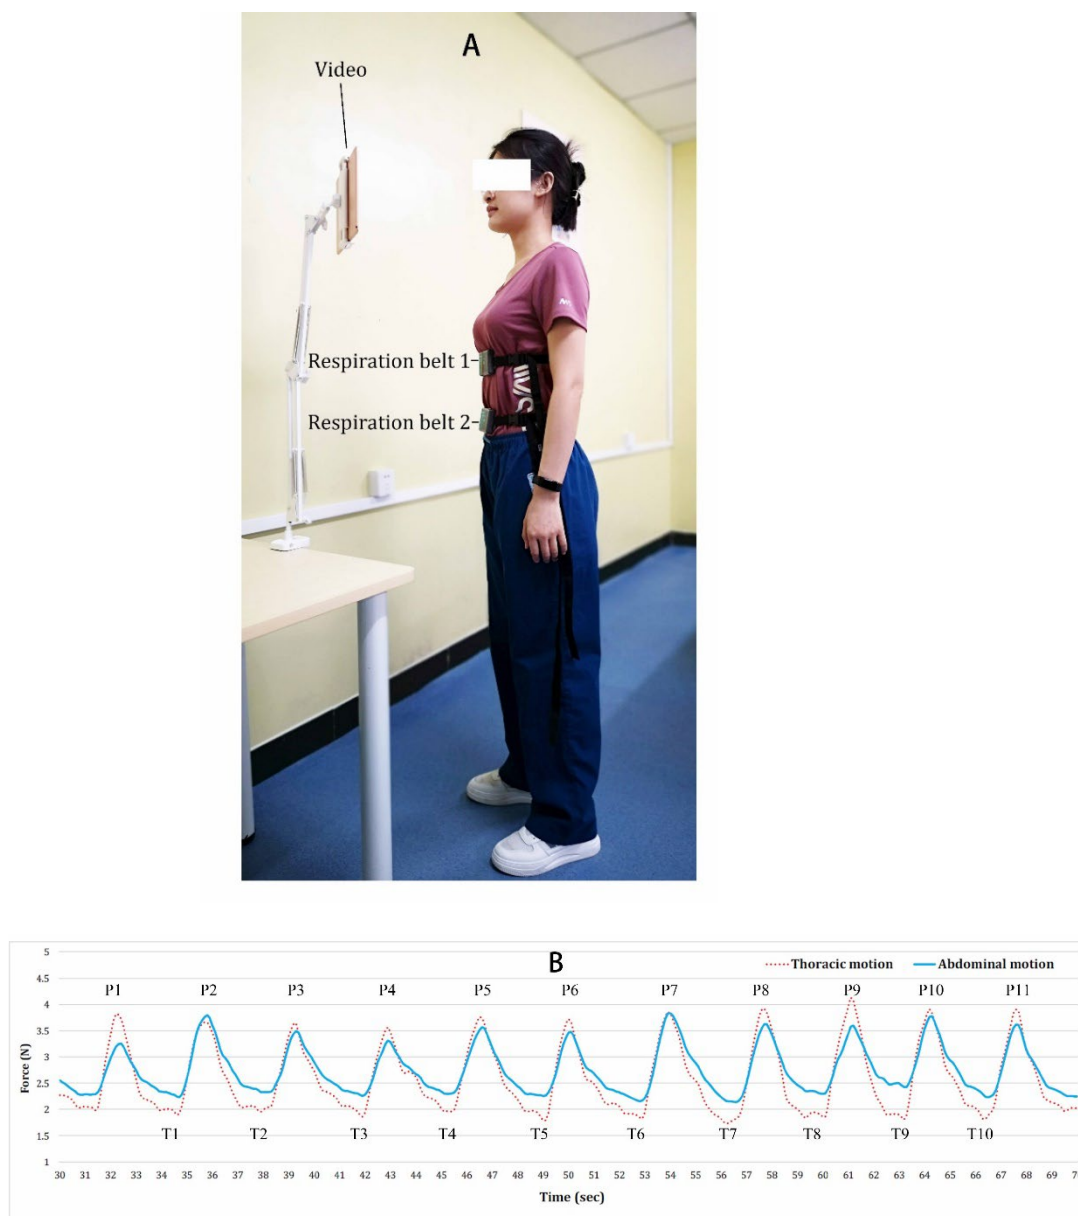 A
Video
Respiration belt 1
Respiration belt 2
B
Thoracic motion Abdominal motion
P1 P2 P3 P4 P5 P6 P7 P8 P9 P10 P11
T1 T2 T3 T4 T5 T6 T7 T8 T9 T10
Force (N)
5
4.5
4
3.5
3
2.5
2
1.5
1
30 31 32 34 35 36 37 38 39 40 41 42 43 44 45 46 48 49 50 51 52 53 54 55 56 57 58 59 60 61 63 64 65 66 67 68 69
Time (sec)